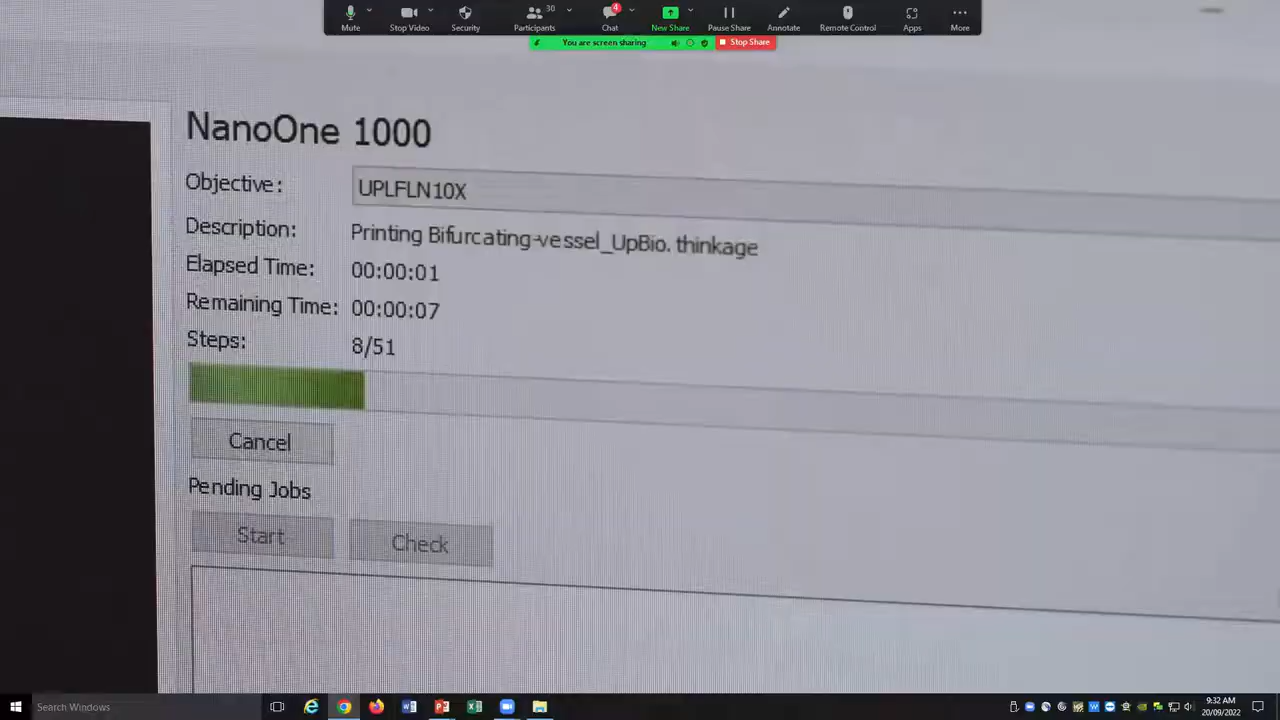 Mute
Stop Video
Security
30
Participants
4
Chat
New Share
Pause Share
Annotate
Remote Control
Apps
More
You are screen sharing
Stop Share
NanoOne 1000
Objective:
UPLFLN10X
Description:
Printing Bifurcating-vessel_UpBio. thinkage
Elapsed Time:
00:00:01
Remaining Time:
00:00:07
Steps:
8/51
Cancel
Pending Jobs
Start
Check
Search Windows
9:32 AM
20/09/2022